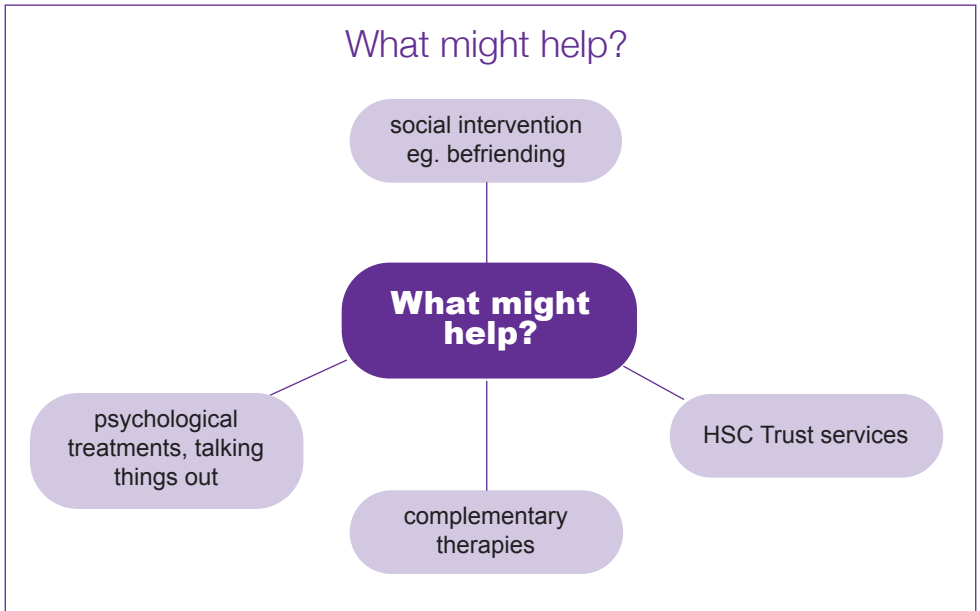 What might help?
social intervention
eg. befriending
What might
help?
psychological
treatments, talking
things out
HSC Trust services
complementary
therapies